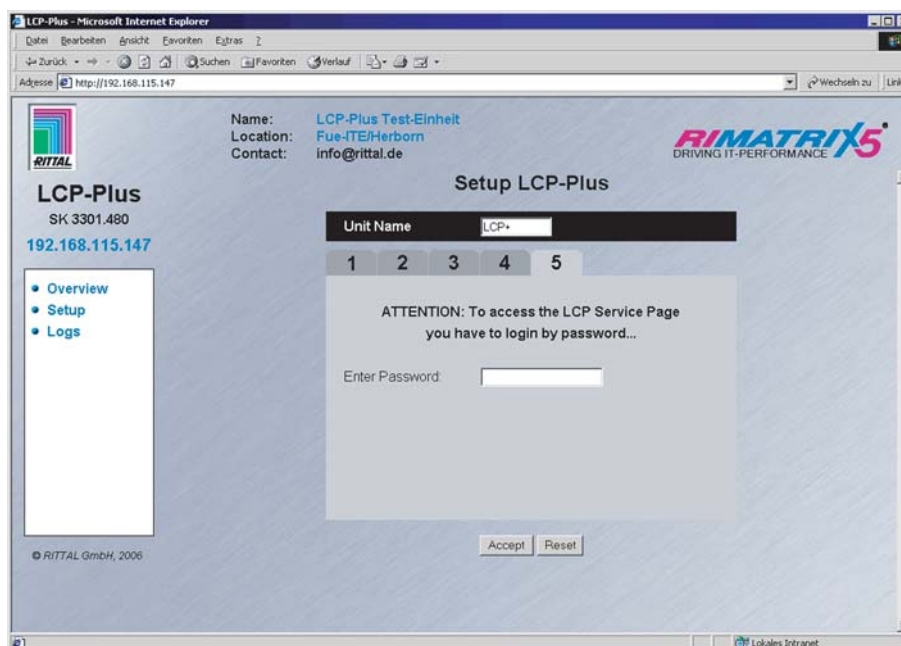 LCP-Plus - Microsoft Internet Explorer
Datei Bearbeiten Ansicht Favoriten Extras ?
Zurück Suchen Favoriten Verlauf
Adresse http://192.168.115.147 Wechseln zu Link
RITTAL
Name: LCP-Plus Test-Einheit
Location: Fue-ITE/Herborn
Contact: info@rittal.de
RIMATRIX5
DRIVING IT-PERFORMANCE
LCP-Plus
SK 3301.480
192.168.115.147
Overview
Setup
Logs
© RITTAL GmbH, 2006
Setup LCP-Plus
Unit Name LCP+
1 2 3 4 5
ATTENTION: To access the LCP Service Page
you have to login by password...
Enter Password:
Accept Reset
Lokales Intranet